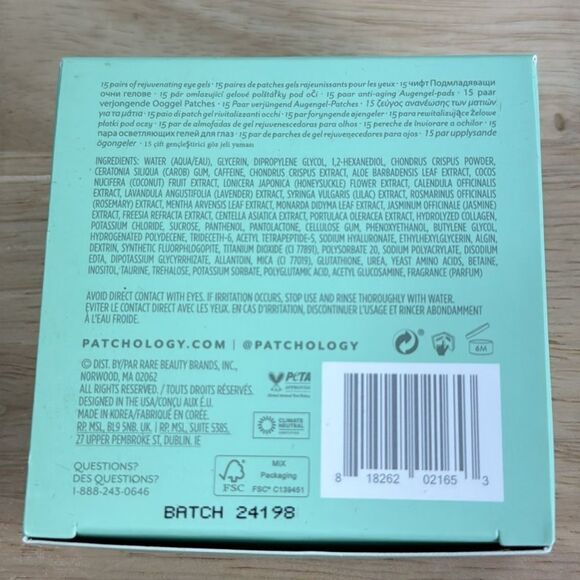 15 pairs of rejuvenating eye gels · 15 paires de patches gels rajeunissants pour les yeux · 15 чифт Подмладяващи
очни гелове · 15 pár omlazující gelové polštářky pod oči · 15 paar anti-aging Augengel-pads · 15 paar
verjongende Ooggel Patches · 15 Paar verjüngend Augengel-Patches · 15 ζεύγος ανανέωσης των ματιών
για τα μάτια · 15 paia di patch gel rivitalizzanti occhi · 15 par foryngende øjengeler · 15 para rewitalizujące Żelowe
płatki pod oczy · 15 par de almofadas de gel rejuvenescedoras para olhos · 15 pereche de înviorare a ochilor · 15
пара осветляющих гелей для глаз · 15 par de parches de gel rejuvenecedores para ojos · 15 par upplysande
ögongeler · 15 çift gençleştirici göz jeli yaması
INGREDIENTS: WATER (AQUA/EAU), GLYCERIN, DIPROPYLENE GLYCOL, 1,2-HEXANEDIOL, CHONDRUS CRISPUS POWDER,
CERATONIA SILIQUA (CAROB) GUM, CAFFEINE, CHONDRUS CRISPUS EXTRACT, ALOE BARBADENSIS LEAF EXTRACT, COCOS
NUCIFERA (COCONUT) FRUIT EXTRACT, LONICERA JAPONICA (HONEYSUCKLE) FLOWER EXTRACT, CALENDULA OFFICINALIS
EXTRACT, LAVANDULA ANGUSTIFOLIA (LAVENDER) EXTRACT, SYRINGA VULGARIS (LILAC) EXTRACT, ROSMARINUS OFFICINALIS
(ROSEMARY) EXTRACT, MENTHA ARVENSIS LEAF EXTRACT, MONARDA DIDYMA LEAF EXTRACT, JASMINUM OFFICINALE (JASMINE)
EXTRACT, FREESIA REFRACTA EXTRACT, CENTELLA ASIATICA EXTRACT, PORTULACA OLERACEA EXTRACT, HYDROLYZED COLLAGEN,
POTASSIUM CHLORIDE, SUCROSE, PANTHENOL, PANTOLACTONE, CELLULOSE GUM, PHENOXYETHANOL, BUTYLENE GLYCOL,
HYDROGENATED POLYDECENE, TRIDECETH-6, ACETYL TETRAPEPTIDE-5, SODIUM HYALURONATE, ETHYLHEXYLGLYCERIN, ALGIN,
DEXTRIN, SYNTHETIC FLUORPHLOGOPITE, TITANIUM DIOXIDE (CI 77891), POLYSORBATE 20, SODIUM POLYACRYLATE, DISODIUM
EDTA, DIPOTASSIUM GLYCYRRHIZATE, ALLANTOIN, MICA (CI 77019), GLUTATHIONE, UREA, YEAST AMINO ACIDS, BETAINE,
INOSITOL, TAURINE, TREHALOSE, POTASSIUM SORBATE, POLYGLUTAMIC ACID, ACETYL GLUCOSAMINE, FRAGRANCE (PARFUM)
AVOID DIRECT CONTACT WITH EYES. IF IRRITATION OCCURS, STOP USE AND RINSE THOROUGHLY WITH WATER.
EVITER LE CONTACT DIRECT AVEC LES YEUX. EN CAS D'IRRITATION, DISCONTINUER L'USAGE ET RINCER ABONDAMMENT
À L'EAU FROIDE.
PATCHOLOGY.COM | @PATCHOLOGY
© DIST. BY/PAR RARE BEAUTY BRANDS, INC.,
NORWOOD, MA 02062
ALL RIGHTS RESERVED. / TOUTS DROITS RÉSERVÉS.
DESIGNED IN THE USA/CONÇU AUX É.U.
MADE IN KOREA/FABRIQUÉ EN CORÉE.
RP. MSL, BL9 5NB. UK. | RP. MSL, SUITE 5385,
27 UPPER PEMBROKE ST, DUBLIN. IE
PETA
APPROVED
CLIMATE
NEUTRAL
CERTIFIED
6M
QUESTIONS?
DES QUESTIONS?
1-888-243-0646
FSC
MIX
Packaging
FSC® C139451
8 18262 02165 3
BATCH 24198